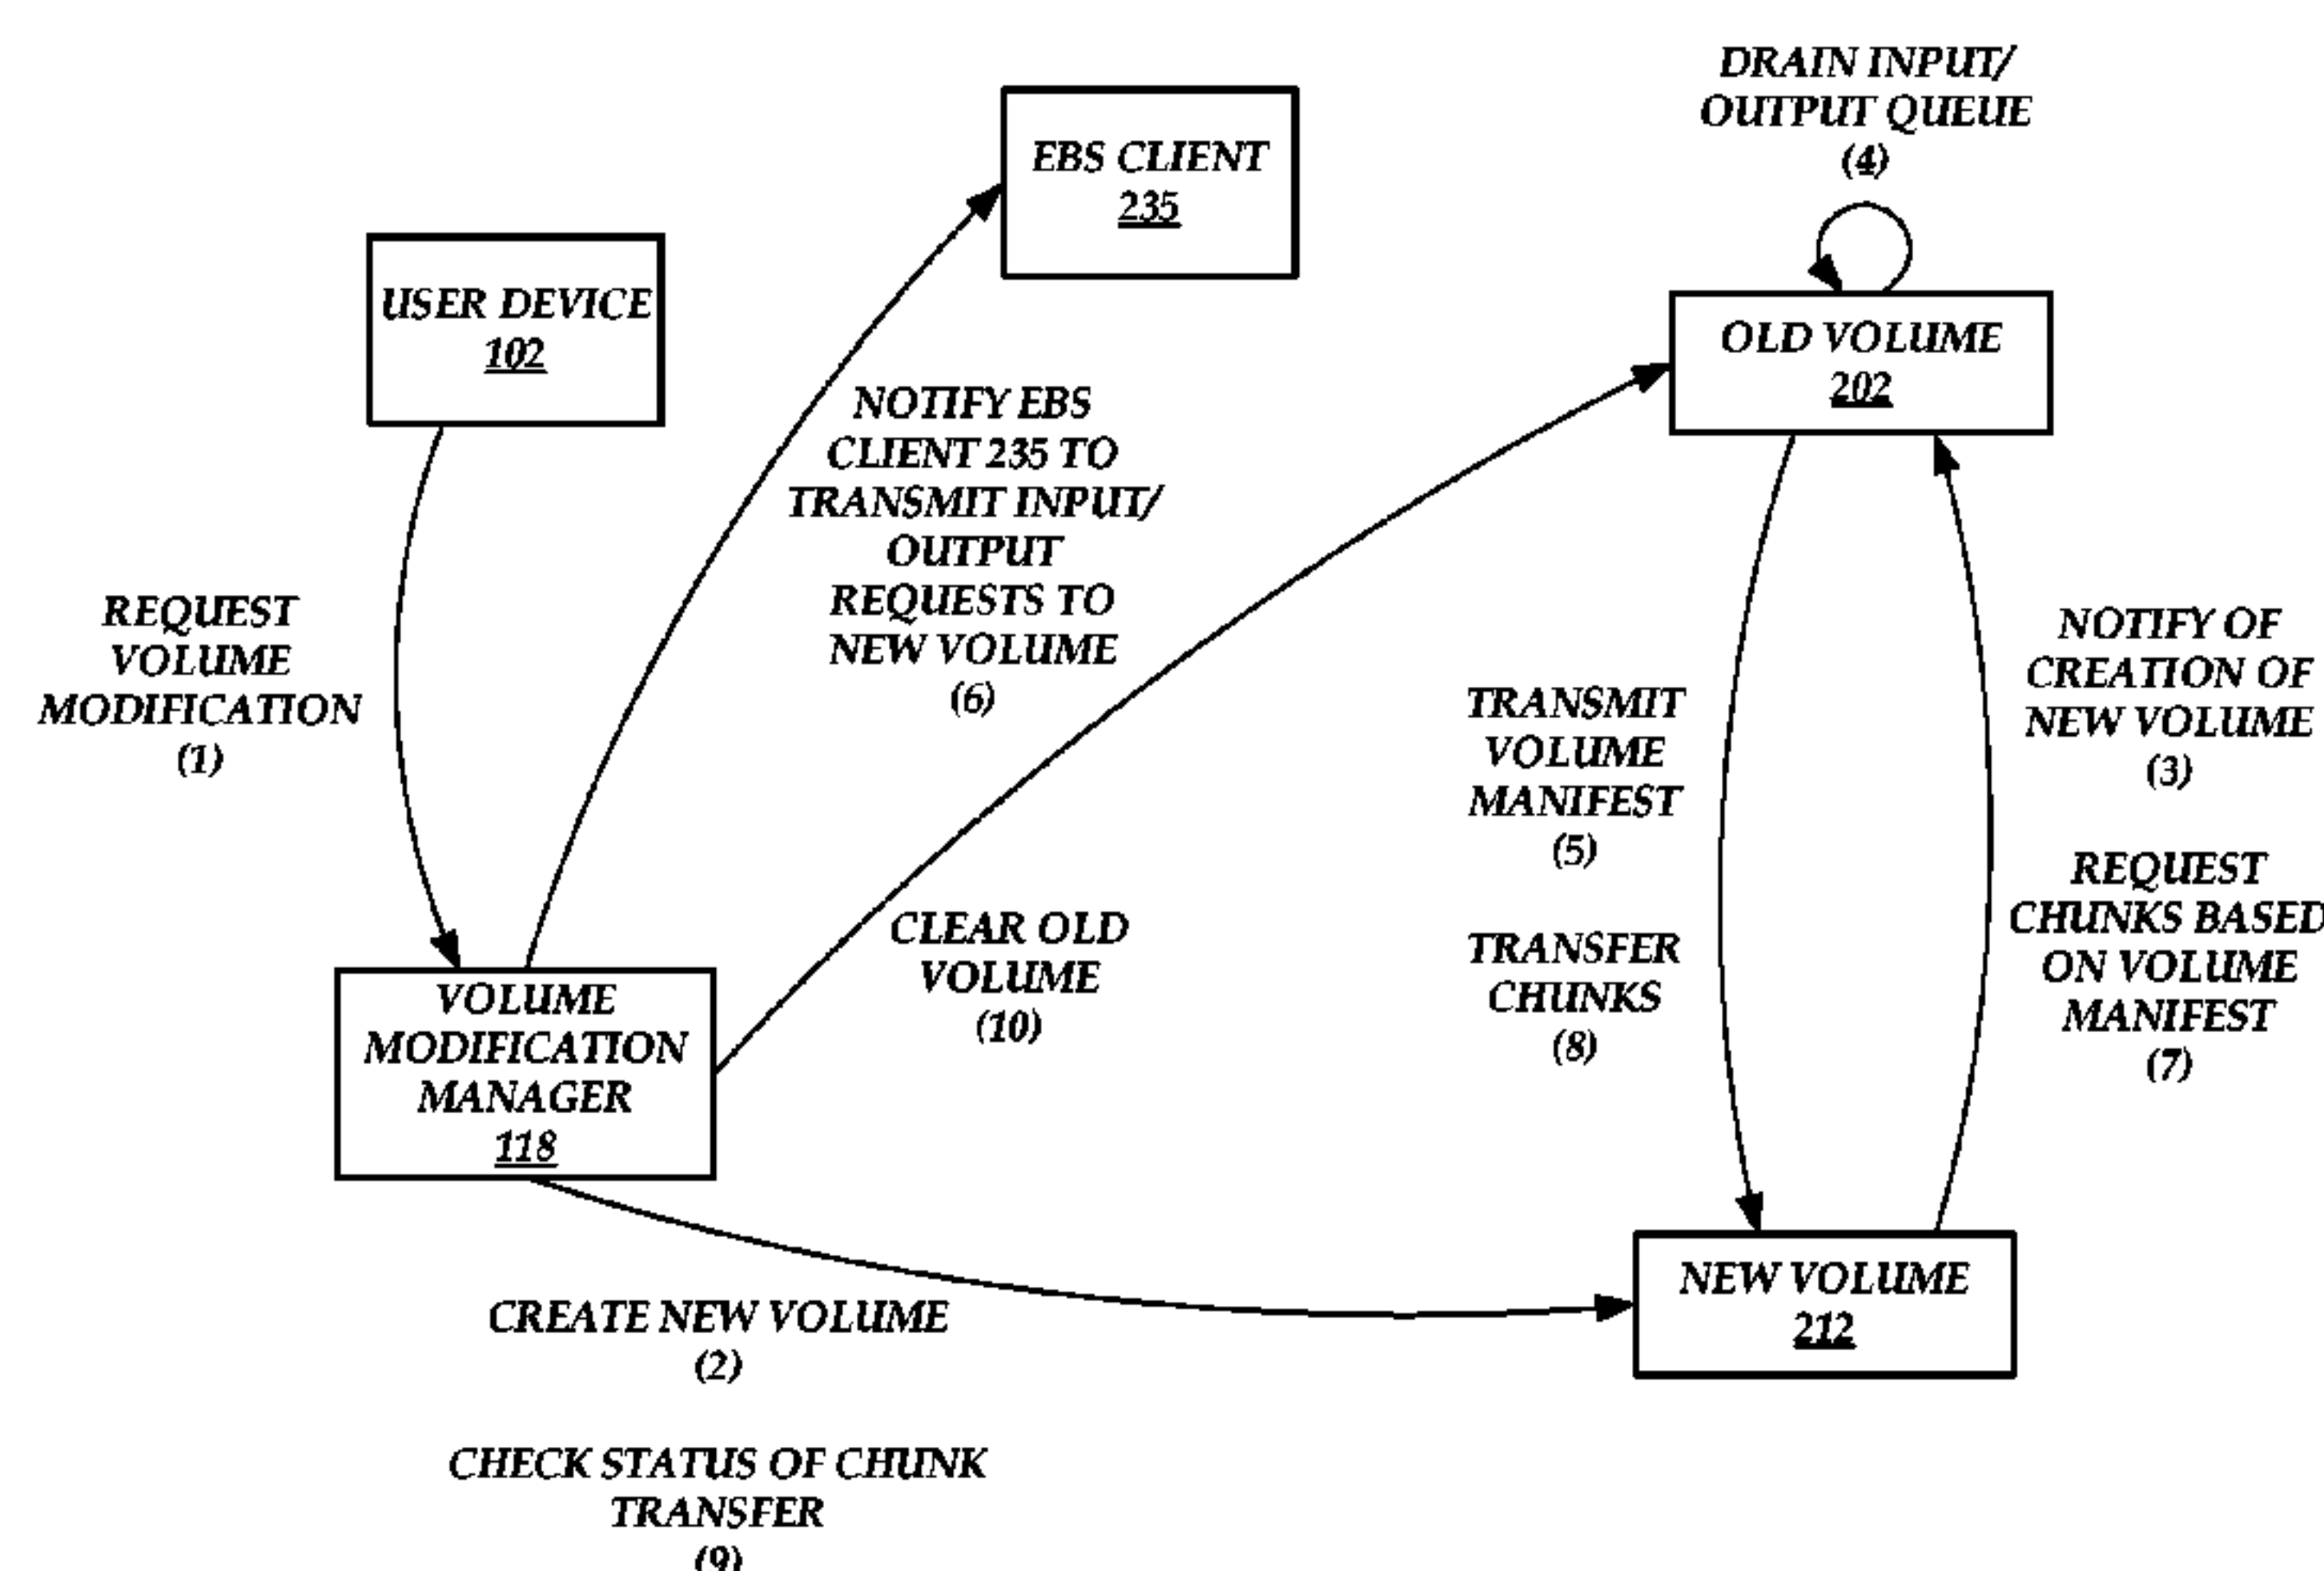 DRAIN INPUT/
OUTPUT QUEUE
(4)
EBS CLIENT
235
USER DEVICE
102
OLD VOLUME
202
NOTIFY EBS
CLIENT 235 TO
TRANSMIT INPUT/
OUTPUT
REQUESTS TO
NEW VOLUME
(6)
REQUEST
VOLUME
MODIFICATION
(1)
NOTIFY OF
CREATION OF
NEW VOLUME
(3)
TRANSMIT
VOLUME
MANIFEST
(5)
REQUEST
CHUNKS BASED
ON VOLUME
MANIFEST
(7)
CLEAR OLD
VOLUME
(10)
TRANSFER
CHUNKS
(8)
VOLUME
MODIFICATION
MANAGER
118
NEW VOLUME
212
CREATE NEW VOLUME
(2)
CHECK STATUS OF CHUNK
TRANSFER
(9)